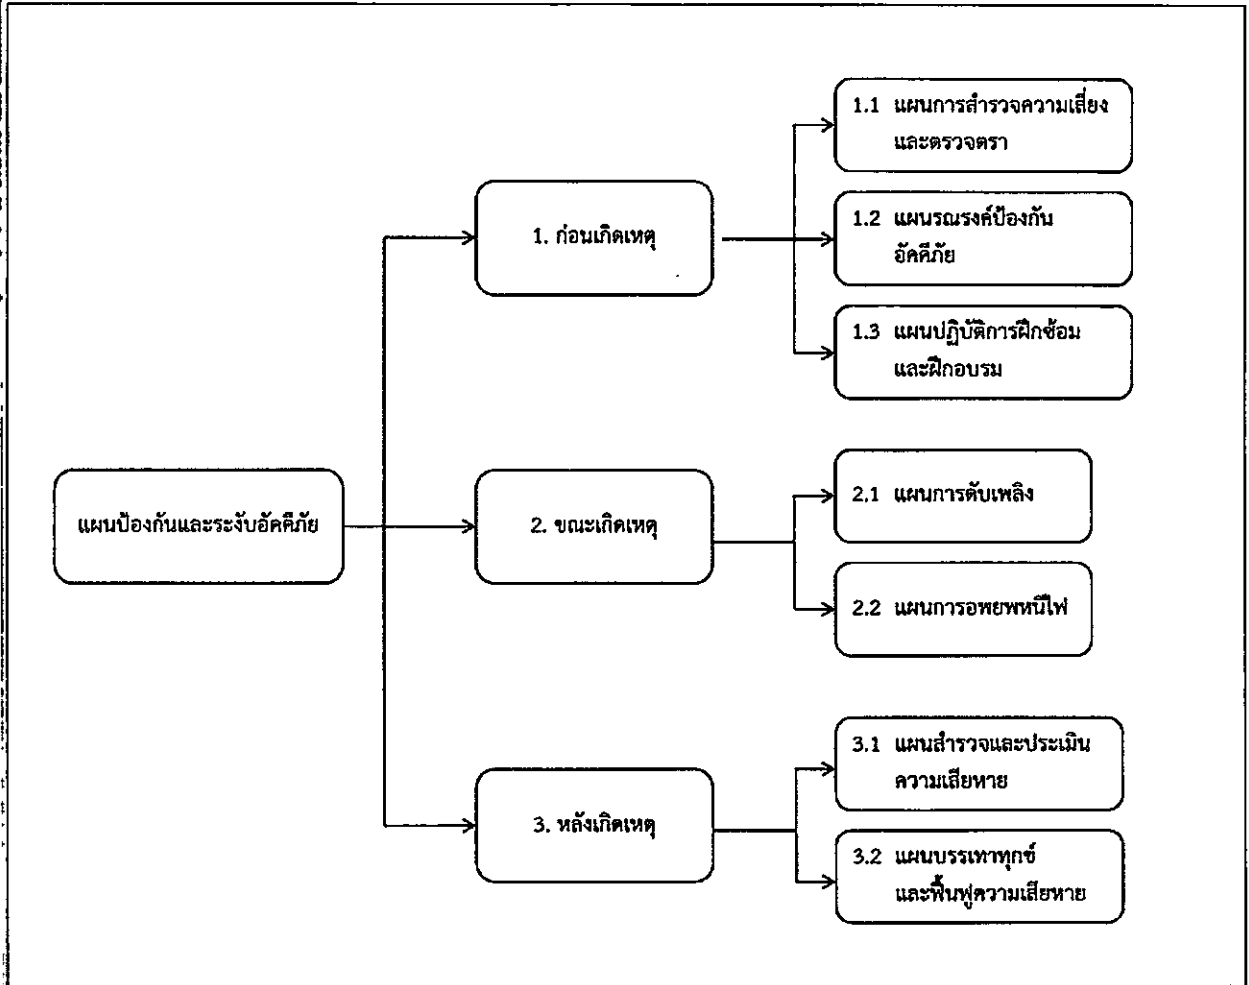 1.1 แผนการสำรวจความเสี่ยง
และตรวจตรา
1. ก่อนเกิดเหตุ
1.2 แผนรณรงค์ป้องกัน
อัคคีภัย
1.3 แผนปฏิบัติการฝึกซ้อม
และฝึกอบรม
แผนป้องกันและระงับอัคคีภัย
2. ขณะเกิดเหตุ
2.1 แผนการดับเพลิง
2.2 แผนการอพยพหนีไฟ
3. หลังเกิดเหตุ
3.1 แผนสำรวจและประเมิน
ความเสียหาย
3.2 แผนบรรเทาทุกข์
และฟื้นฟูความเสียหาย